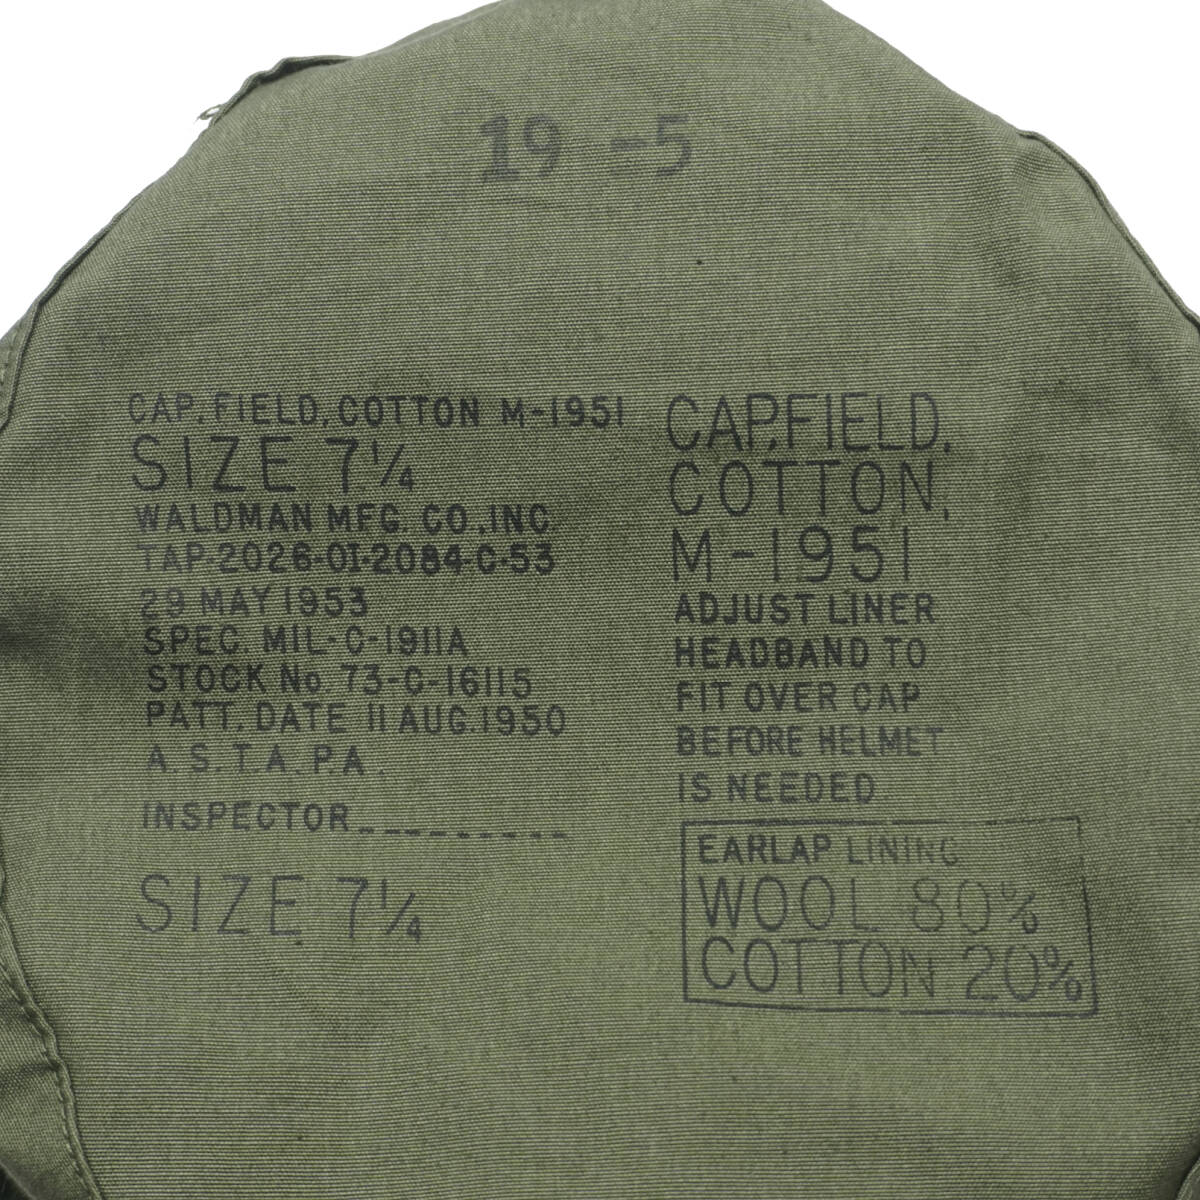 19 -5
CAP, FIELD, COTTON M-1951
SIZE 7¼
WALDMAN MFG. CO., INC
TAP-2026-OI-2084-C-53
29 MAY 1953
SPEC. MIL-C-1911A
STOCK No. 73-C-16115
PATT. DATE 11 AUG. 1950
A.S.T.A.P.A.
INSPECTOR_________
SIZE 7¼
CAP, FIELD,
COTTON,
M-1951
ADJUST LINER
HEADBAND TO
FIT OVER CAP
BEFORE HELMET
IS NEEDED
EARLAP LINING
WOOL 80%
COTTON 20%